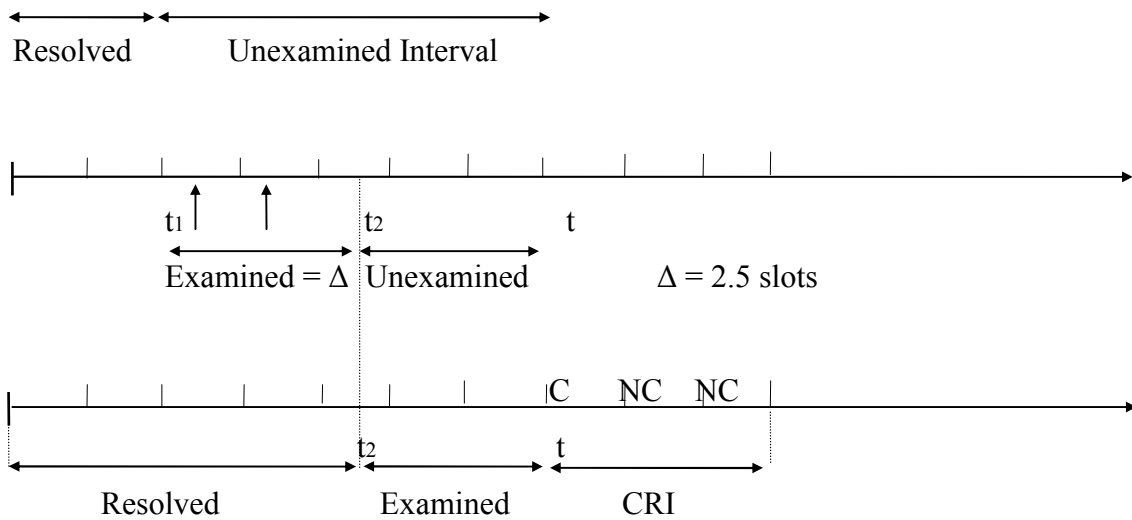 Resolved Unexamined Interval
t1 t2 t
Examined = Δ Unexamined Δ = 2.5 slots
C NC NC
t2 t
Resolved Examined CRI